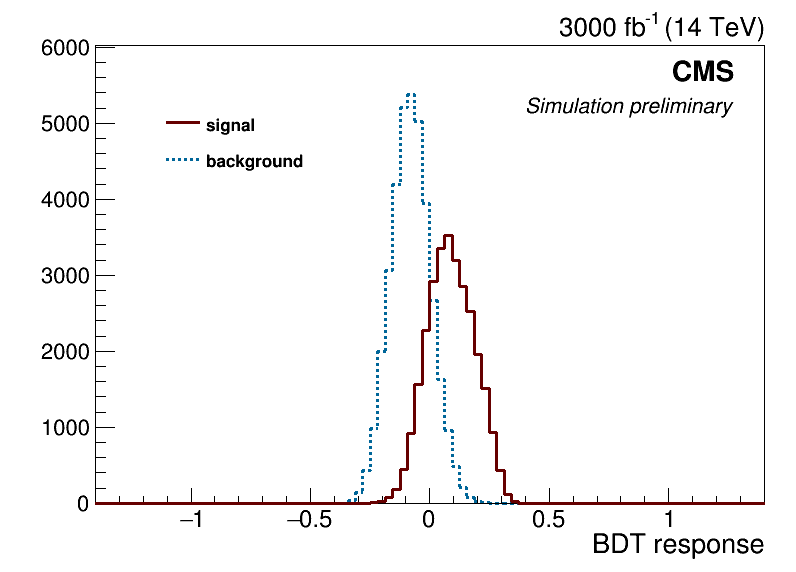 3000 fb⁻¹ (14 TeV)
CMS
Simulation preliminary
signal
background
6000
5000
4000
3000
2000
1000
0
−1
−0.5
0
0.5
1
BDT response